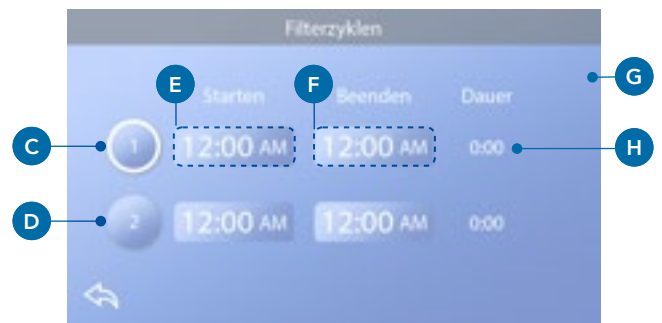 Filterzyklen
E F G
Starten Beenden Dauer
C 1 12:00 AM 12:00 AM 0:00 H
D 2 12:00 AM 12:00 AM 0:00